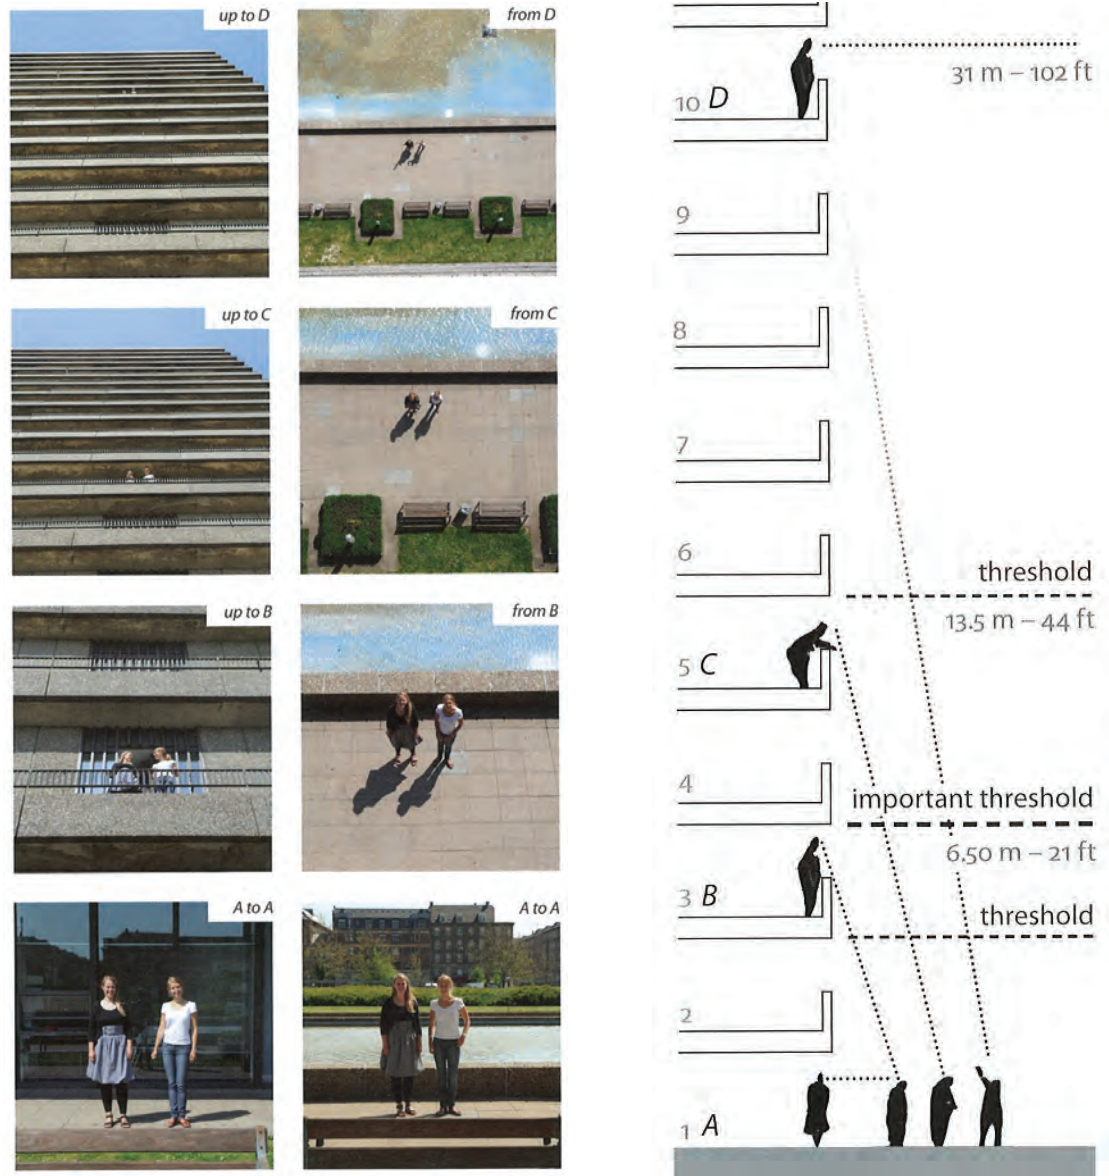 up to D
from D
up to C
from C
up to B
from B
A to A
A to A
31 m – 102 ft
10 D
9
8
7
6
threshold
13.5 m – 44 ft
5 C
4
important threshold
6.50 m – 21 ft
3 B
threshold
2
1 A